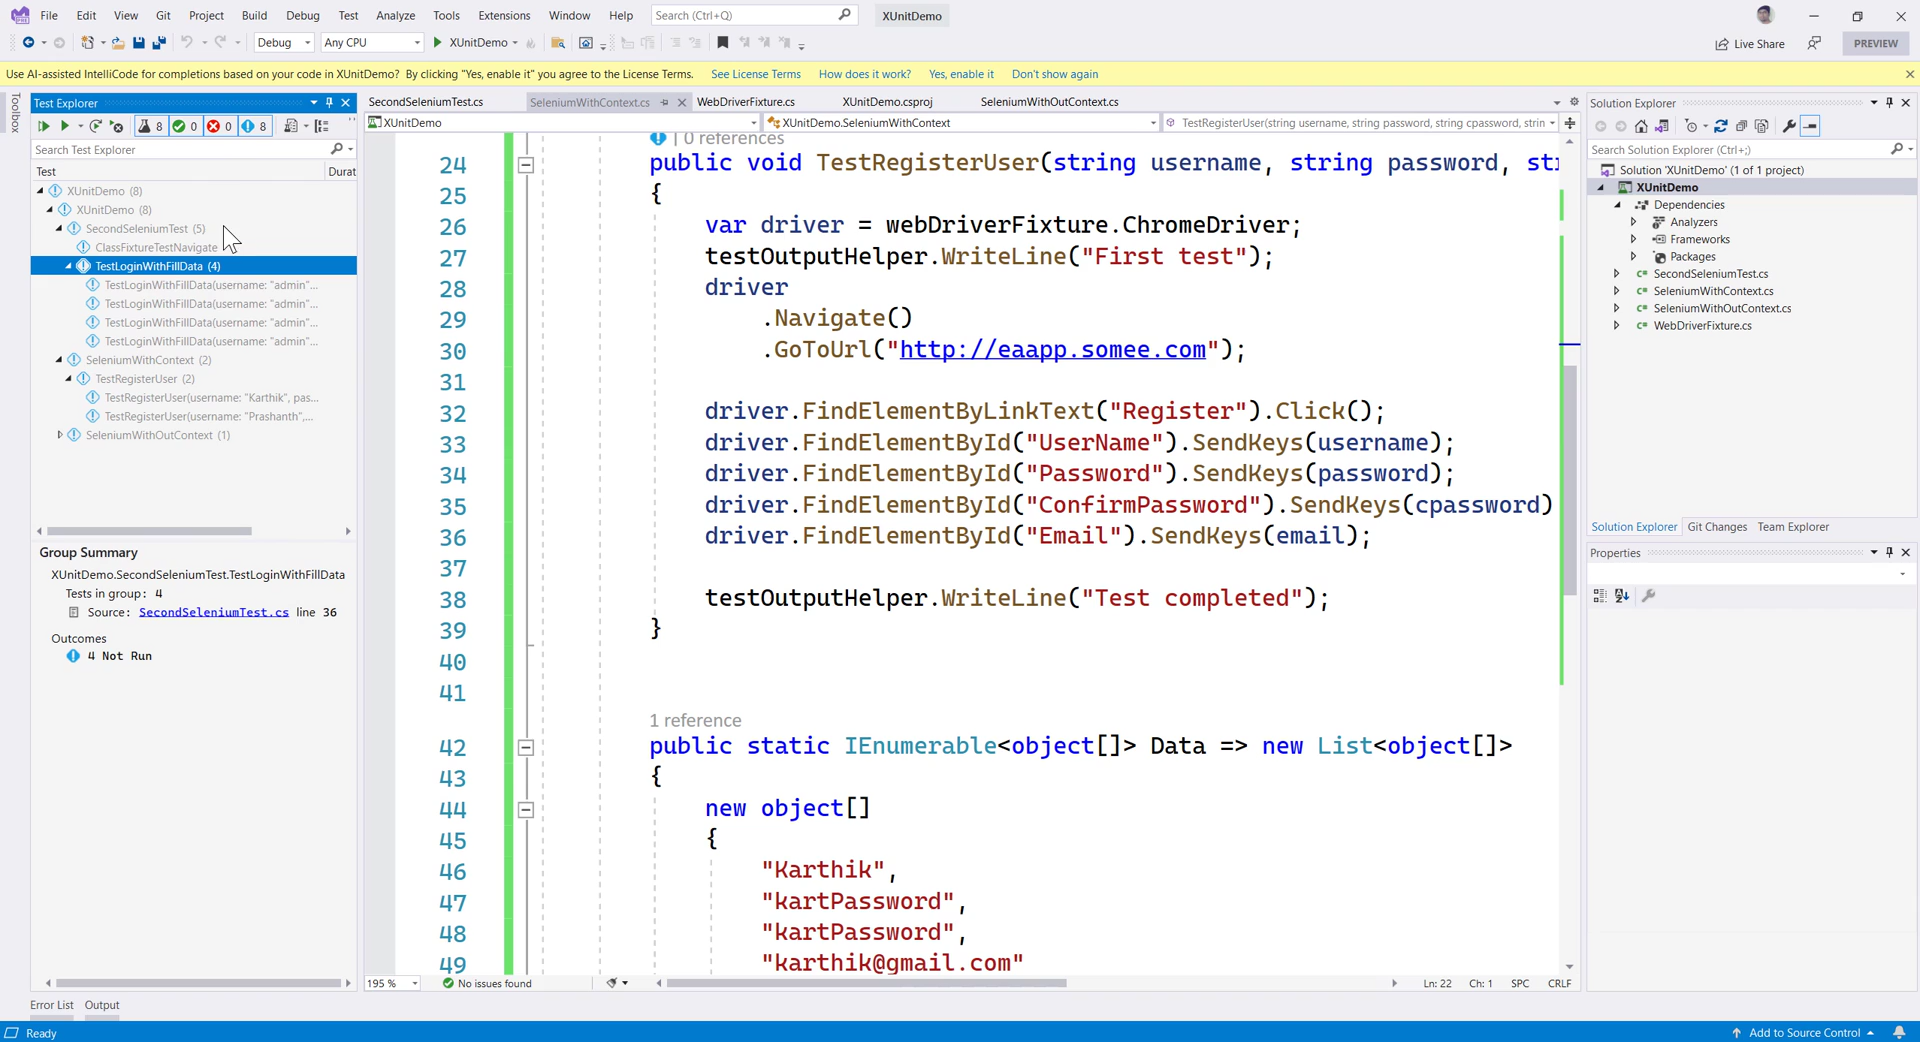 File Edit View Git Project Build Debug Test Analyze Tools Extensions Window Help Search (Ctrl+Q) XUnitDemo
Debug Any CPU XUnitDemo Live Share PREVIEW
Use AI-assisted IntelliCode for completions based on your code in XUnitDemo? By clicking "Yes, enable it" you agree to the License Terms. See License Terms How does it work? Yes, enable it Don't show again
Toolbox
Test Explorer
8 0 0 8
Search Test Explorer
Test Durat
XUnitDemo (8)
XUnitDemo (8)
SecondSeleniumTest (5)
ClassFixtureTestNavigate
TestLoginWithFillData (4)
TestLoginWithFillData(username: "admin"...
TestLoginWithFillData(username: "admin"...
TestLoginWithFillData(username: "admin"...
TestLoginWithFillData(username: "admin"...
SeleniumWithContext (2)
TestRegisterUser (2)
TestRegisterUser(username: "Karthik", pas...
TestRegisterUser(username: "Prashanth",...
SeleniumWithOutContext (1)
Group Summary
XUnitDemo.SecondSeleniumTest.TestLoginWithFillData
Tests in group: 4
Source: SecondSeleniumTest.cs line 36
Outcomes
4 Not Run
SecondSeleniumTest.cs SeleniumWithContext.cs WebDriverFixture.cs XUnitDemo.csproj SeleniumWithOutContext.cs
XUnitDemo XUnitDemo.SeleniumWithContext TestRegisterUser(string username, string password, string cpassword, strin
| 0 references
24 public void TestRegisterUser(string username, string password, str
25 {
26 var driver = webDriverFixture.ChromeDriver;
27 testOutputHelper.WriteLine("First test");
28 driver
29 .Navigate()
30 .GoToUrl("http://eaapp.somee.com");
31
32 driver.FindElementByLinkText("Register").Click();
33 driver.FindElementById("UserName").SendKeys(username);
34 driver.FindElementById("Password").SendKeys(password);
35 driver.FindElementById("ConfirmPassword").SendKeys(cpassword)
36 driver.FindElementById("Email").SendKeys(email);
37
38 testOutputHelper.WriteLine("Test completed");
39 }
40
41
1 reference
42 public static IEnumerable<object[]> Data => new List<object[]>
43 {
44 new object[]
45 {
46 "Karthik",
47 "kartPassword",
48 "kartPassword",
49 "karthik@gmail.com"
195 % No issues found Ln: 22 Ch: 1 SPC CRLF
Solution Explorer
Search Solution Explorer (Ctrl+;)
Solution 'XUnitDemo' (1 of 1 project)
XUnitDemo
Dependencies
Analyzers
Frameworks
Packages
SecondSeleniumTest.cs
SeleniumWithContext.cs
SeleniumWithOutContext.cs
WebDriverFixture.cs
Solution Explorer Git Changes Team Explorer
Properties
Error List Output
Ready Add to Source Control